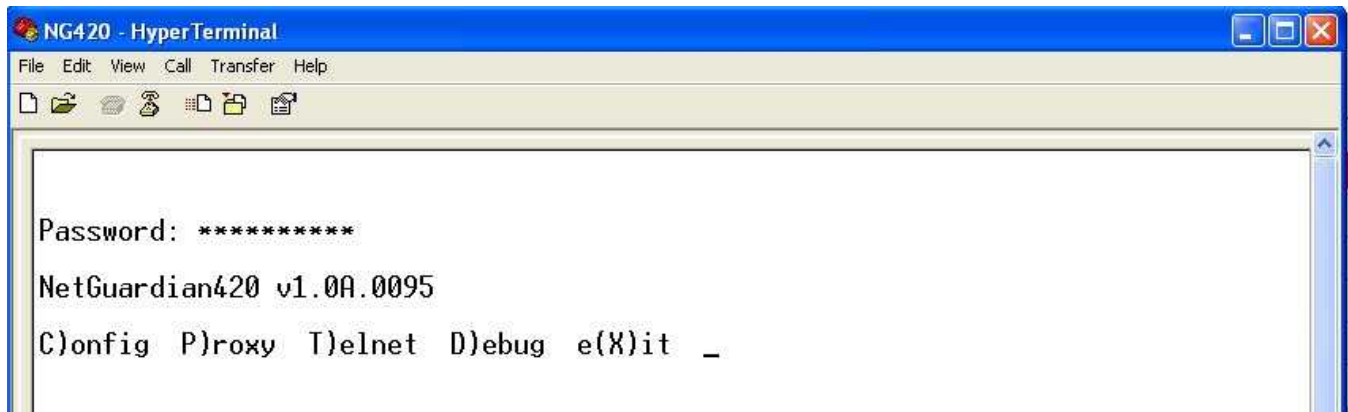 NG420 - HyperTerminal
File Edit View Call Transfer Help
Password: **********
NetGuardian420 v1.0A.0095
C)onfig P)roxy T)elnet D)ebug e(X)it _